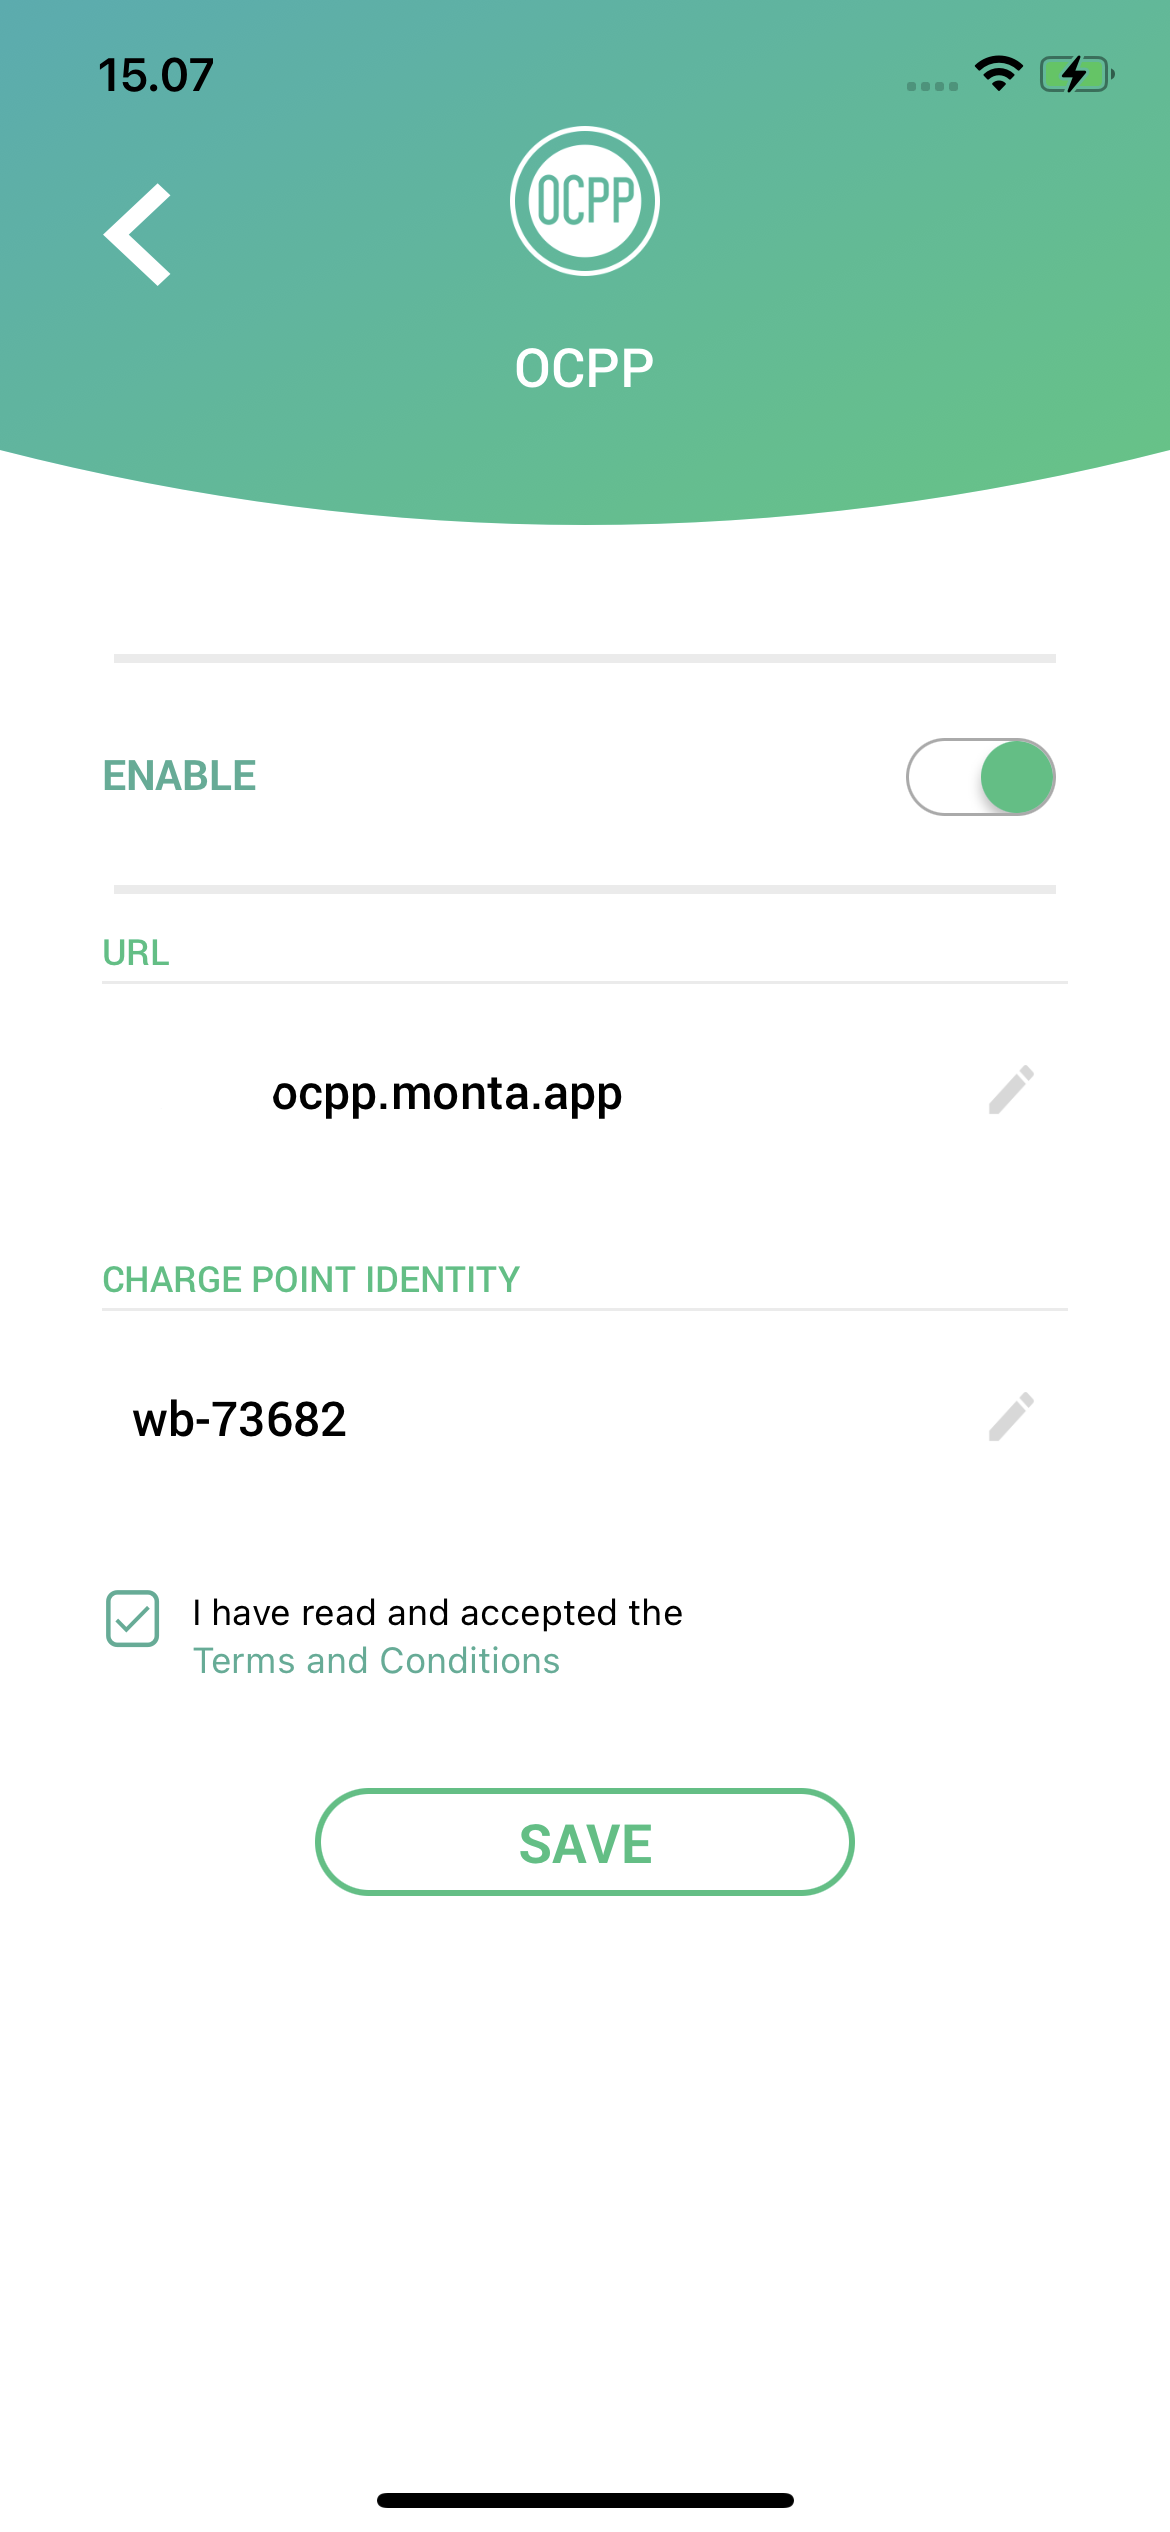 15.07
OCPP
OCPP
ENABLE
URL
ocpp.monta.app
CHARGE POINT IDENTITY
wb-73682
I have read and accepted the
Terms and Conditions
SAVE